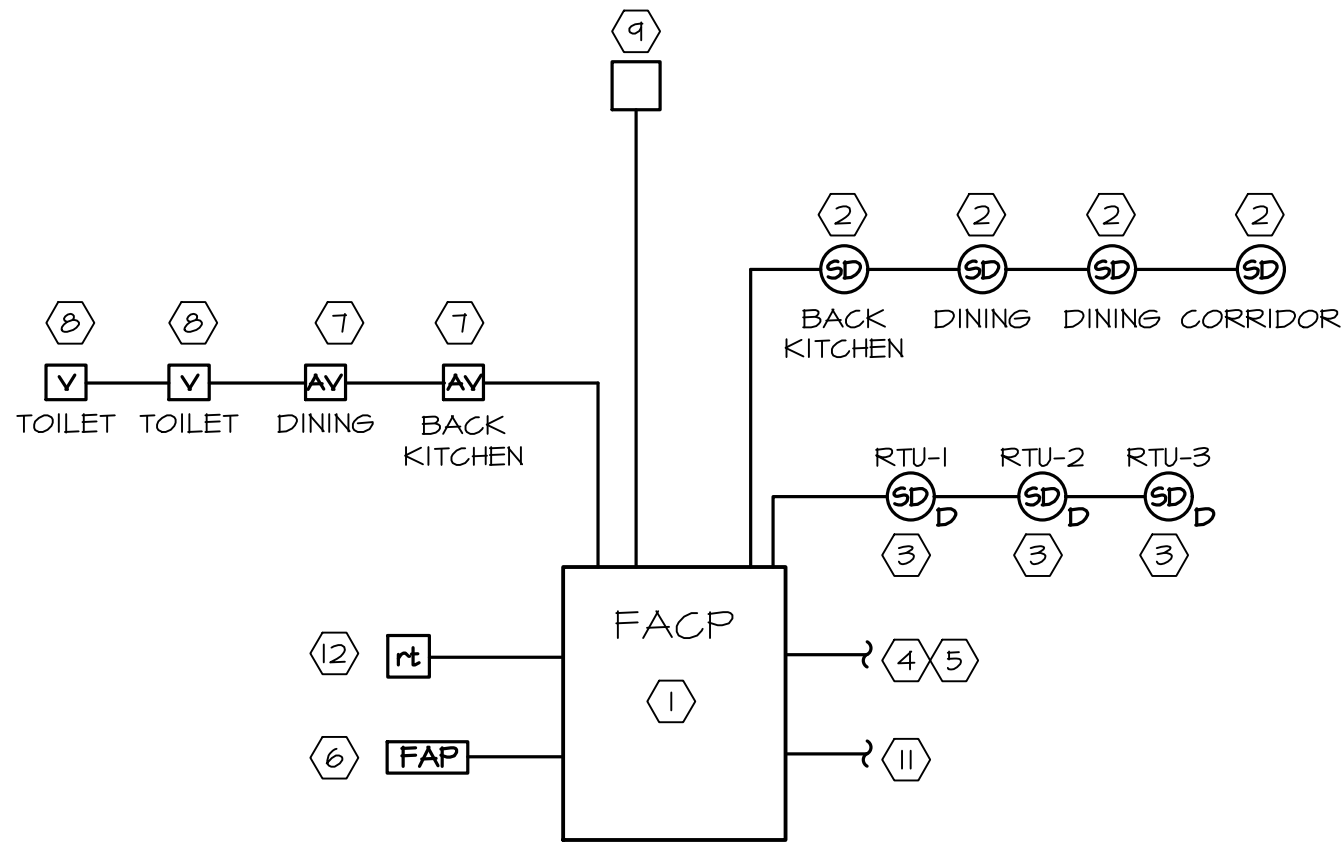 9
2
2
2
2
SD
SD
SD
SD
BACK
KITCHEN
DINING
DINING
CORRIDOR
8
8
7
7
V
V
AV
AV
TOILET
TOILET
DINING
BACK
KITCHEN
RTU-1
RTU-2
RTU-3
SD
D
SD
D
SD
D
3
3
3
FACP
1
12
rt
4
5
6
FAP
11